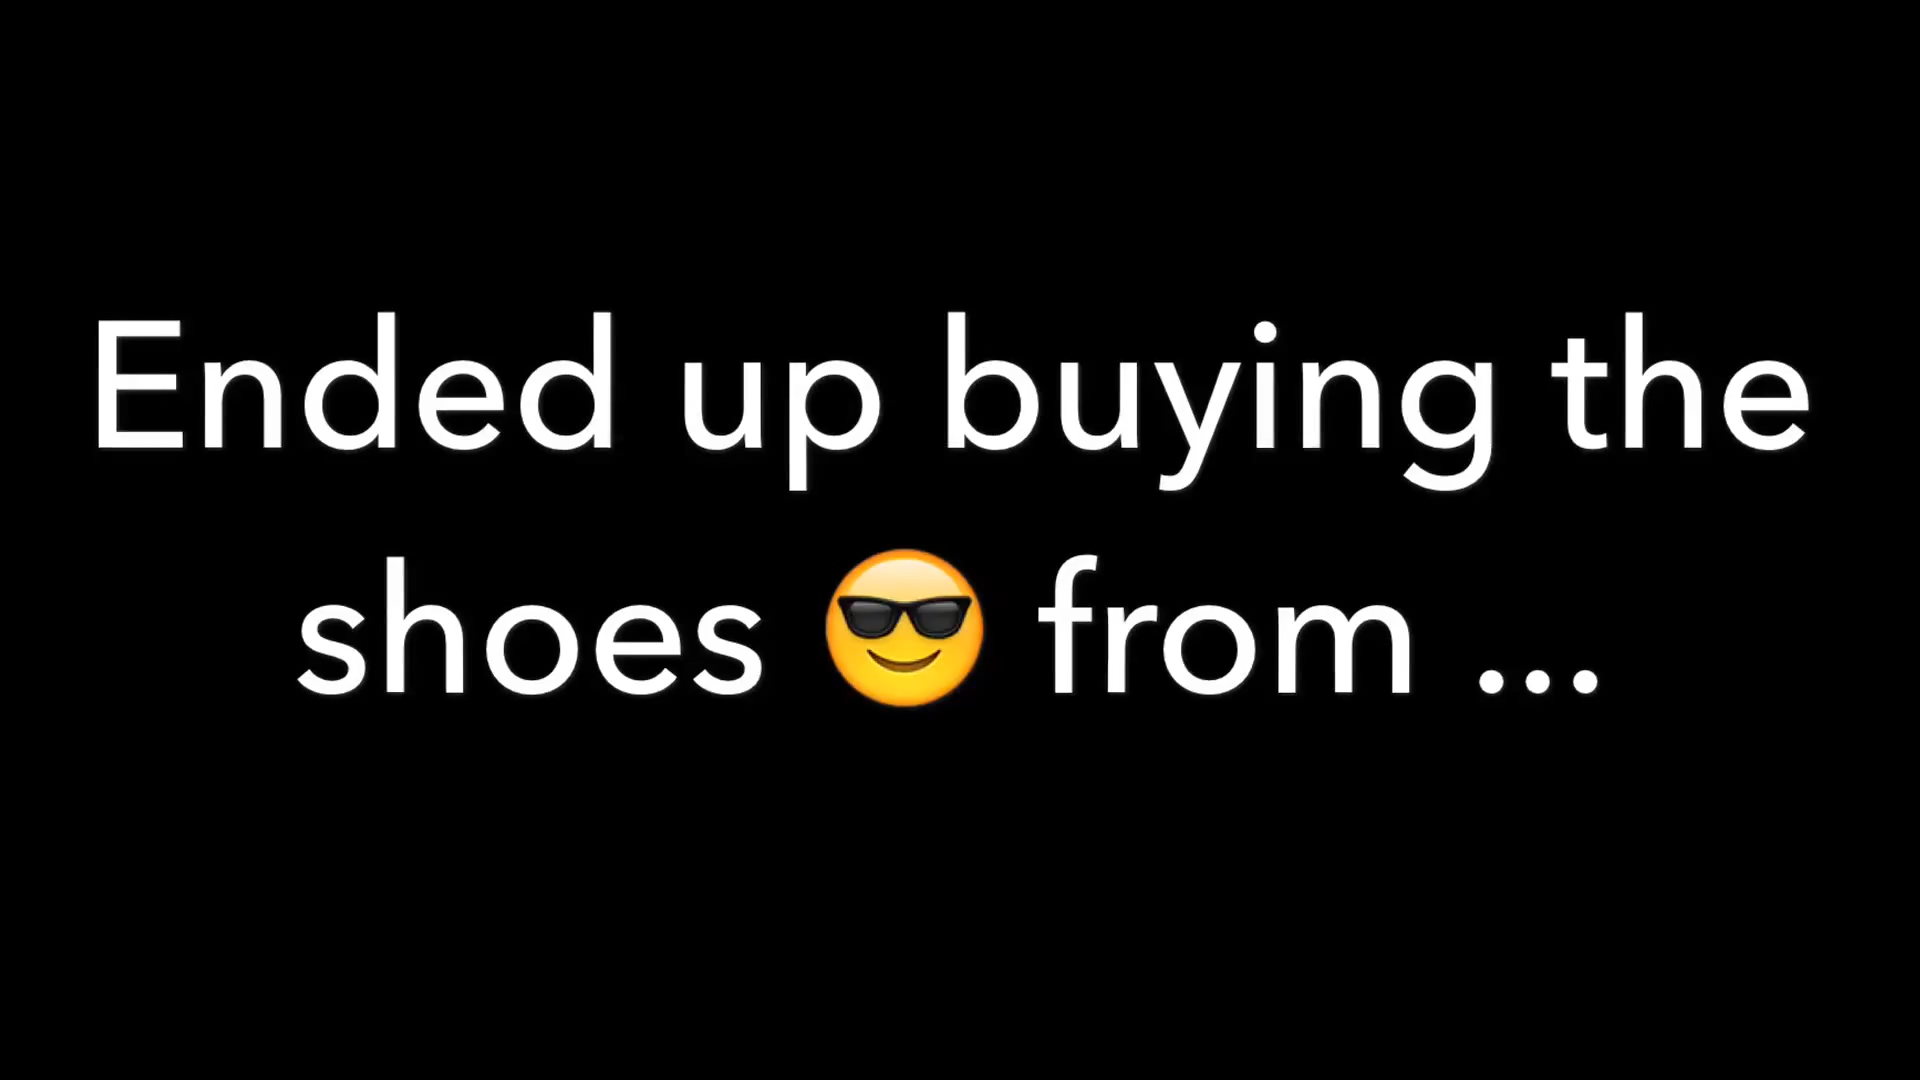 Ended up buying the
shoes 😎 from ...